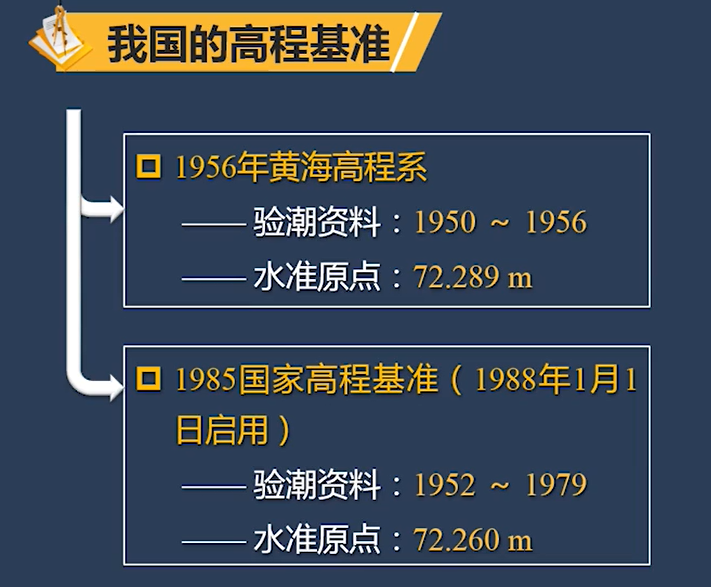 我国的高程基准
1956年黄海高程系
—— 验潮资料：1950 ～ 1956
—— 水准原点：72.289 m
1985国家高程基准（1988年1月1
日启用）
—— 验潮资料：1952 ～ 1979
—— 水准原点：72.260 m